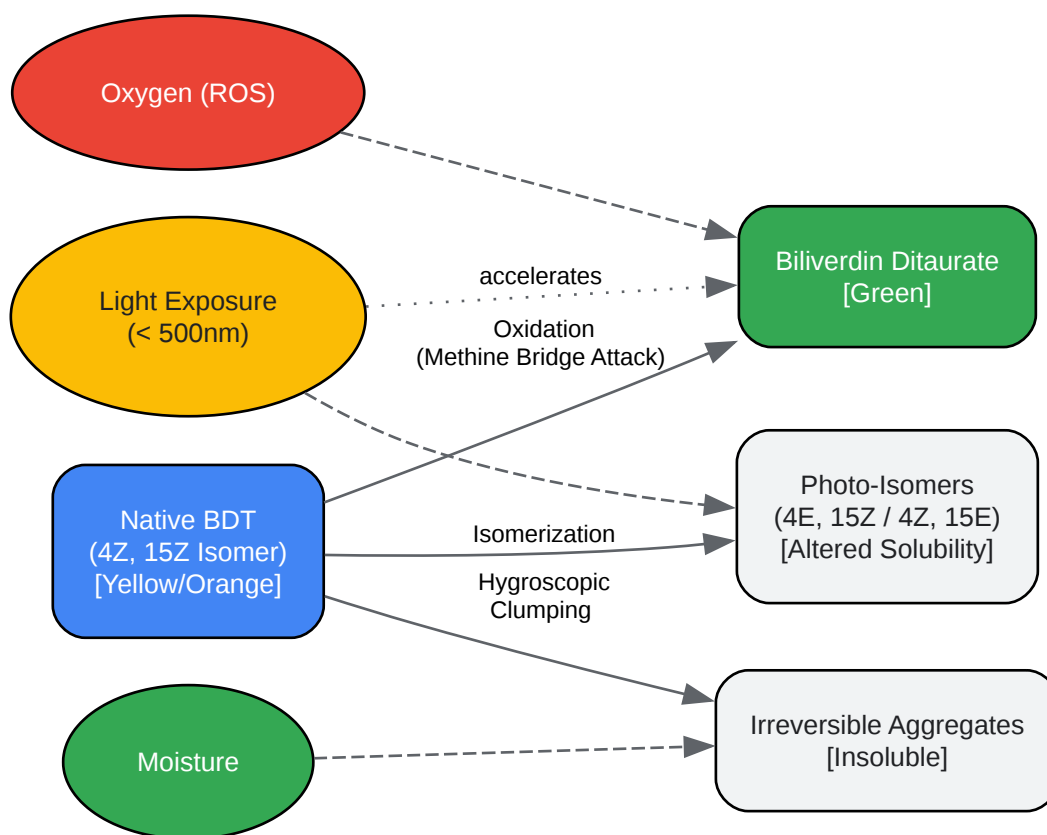 Oxygen (ROS)
Light Exposure
(< 500nm)
accelerates
Biliverdin Ditaurate
[Green]
Oxidation
(Methine Bridge Attack)
Native BDT
(4Z, 15Z Isomer)
[Yellow/Orange]
Isomerization
Photo-Isomers
(4E, 15Z / 4Z, 15E)
[Altered Solubility]
Hygroscopic
Clumping
Moisture
Irreversible Aggregates
[Insoluble]